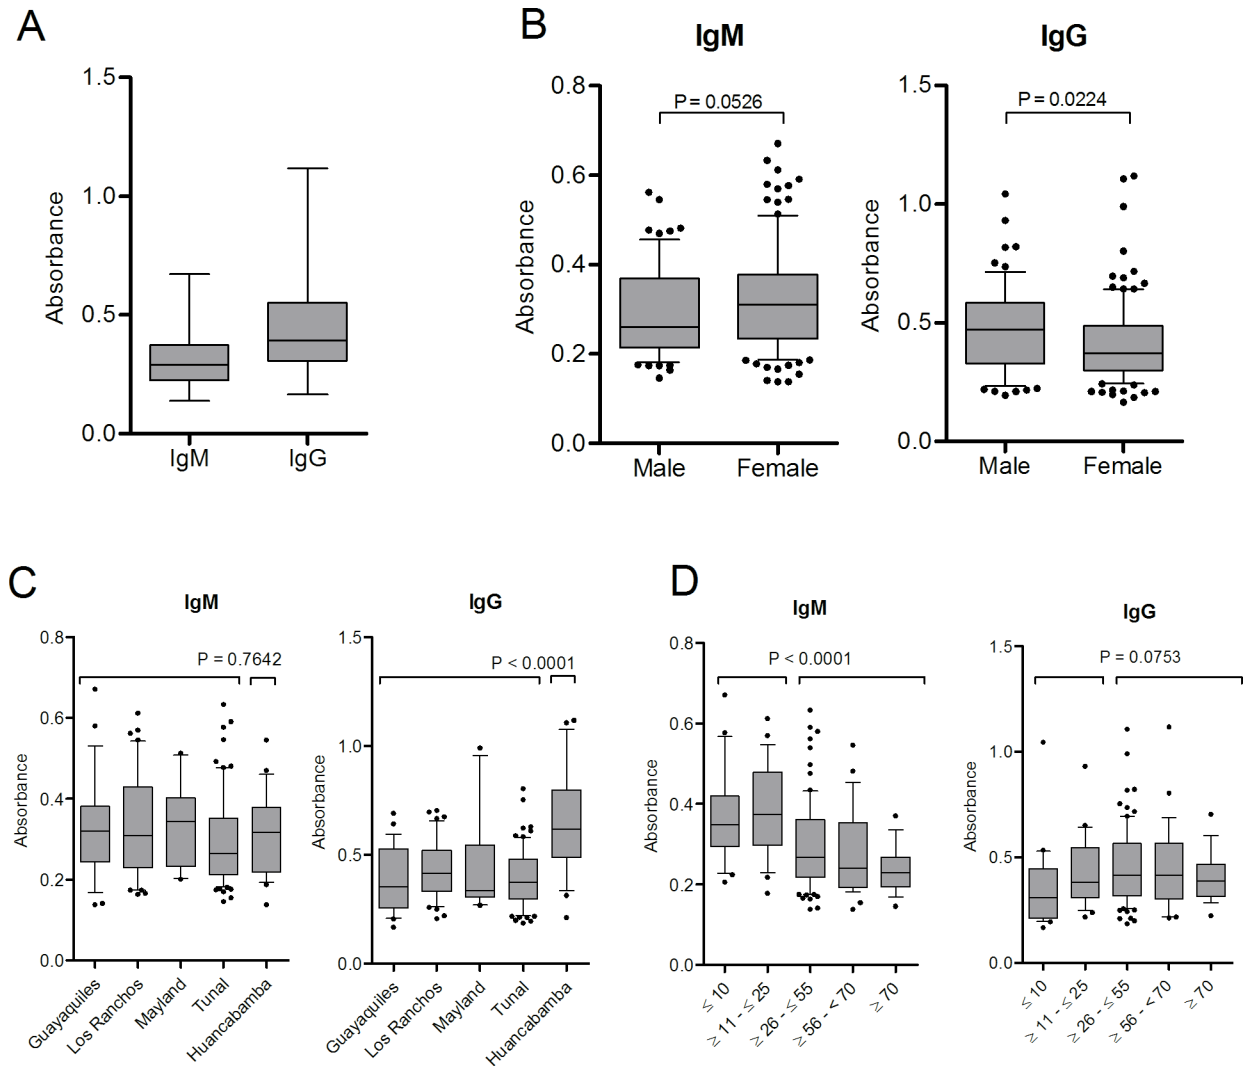 A
B
IgM
IgG
1.5
1.0
0.5
0.0
Absorbance
IgM
IgG
0.8
0.6
0.4
0.2
0.0
Absorbance
P = 0.0526
Male
Female
1.5
1.0
0.5
0.0
Absorbance
P = 0.0224
Male
Female
C
IgM
IgG
D
IgM
IgG
0.8
0.6
0.4
0.2
0.0
Absorbance
P = 0.7642
Guayaquiles
Los Ranchos
Mayland
Tunal
Huancabamba
1.5
1.0
0.5
0.0
Absorbance
P < 0.0001
Guayaquiles
Los Ranchos
Mayland
Tunal
Huancabamba
0.8
0.6
0.4
0.2
0.0
Absorbance
P < 0.0001
≤ 10
≥ 11 - ≤ 25
≥ 26 - ≤ 55
≥ 56 - < 70
≥ 70
1.5
1.0
0.5
0.0
Absorbance
P = 0.0753
≤ 10
≥ 11 - ≤ 25
≥ 26 - ≤ 55
≥ 56 - < 70
≥ 70